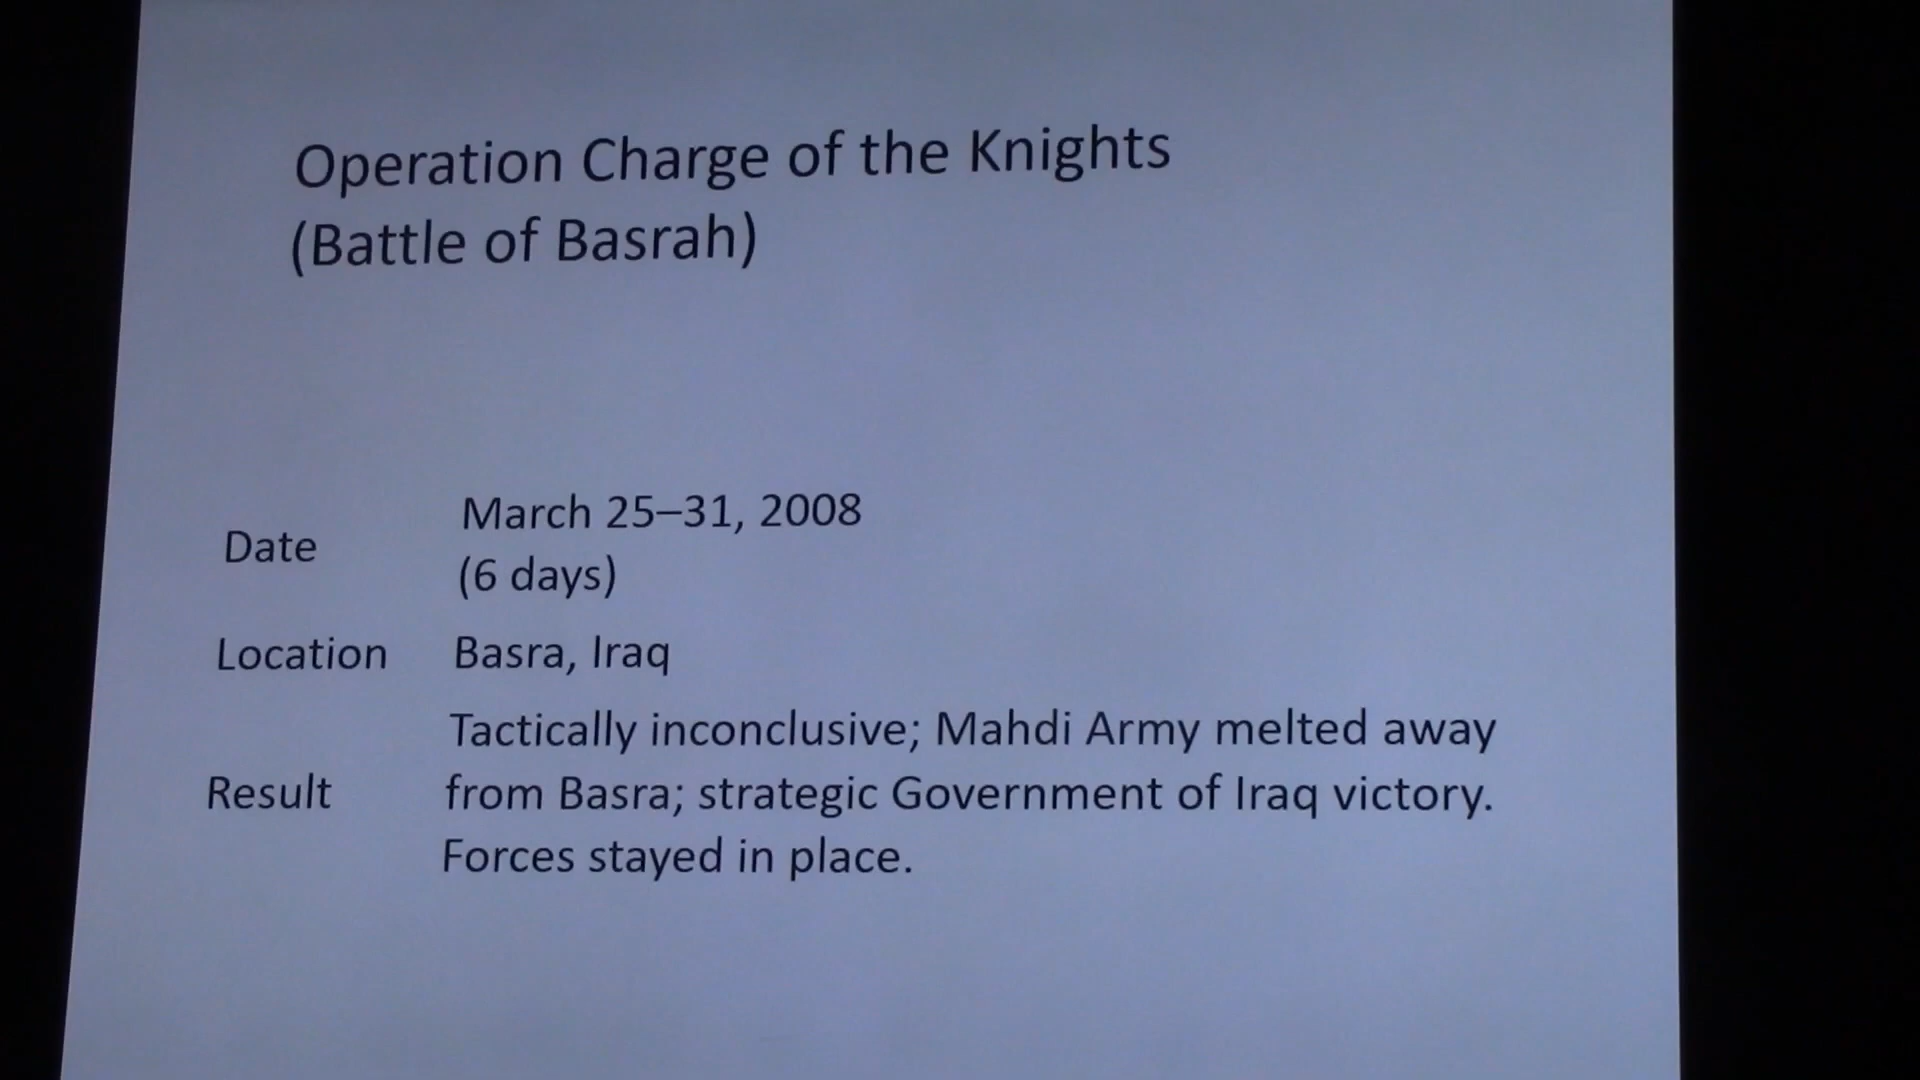 Operation Charge of the Knights
(Battle of Basrah)
Date
March 25–31, 2008
(6 days)
Location
Basra, Iraq
Result
Tactically inconclusive; Mahdi Army melted away
from Basra; strategic Government of Iraq victory.
Forces stayed in place.